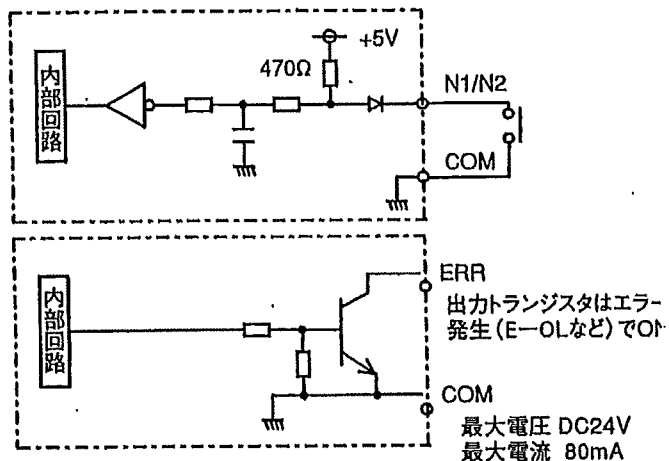 +5V
470Ω
内部回路
N1/N2
COM
内部回路
ERR
出力トランジスタはエラー
発生(E-OLなど)でON
COM
最大電圧 DC24V
最大電流 80mA